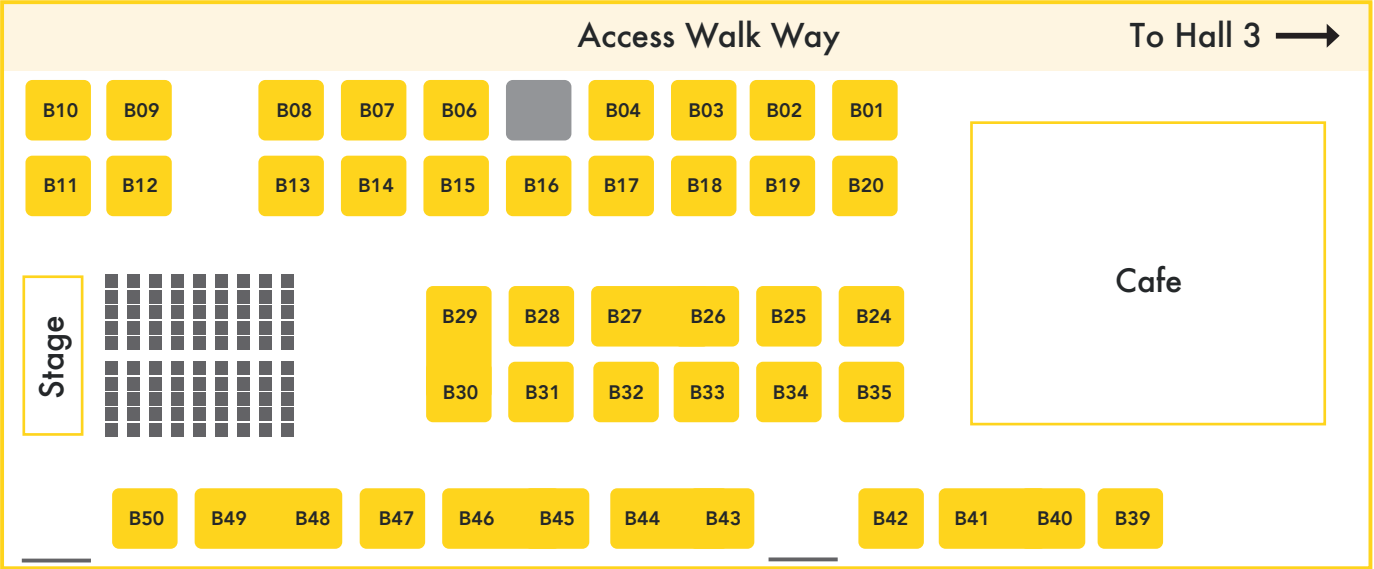 Access Walk Way To Hall 3
B10 B09 B08 B07 B06 B04 B03 B02 B01
B11 B12 B13 B14 B15 B16 B17 B18 B19 B20
Cafe
Stage
B29 B28 B27 B26 B25 B24
B30 B31 B32 B33 B34 B35
B50 B49 B48 B47 B46 B45 B44 B43 B42 B41 B40 B39